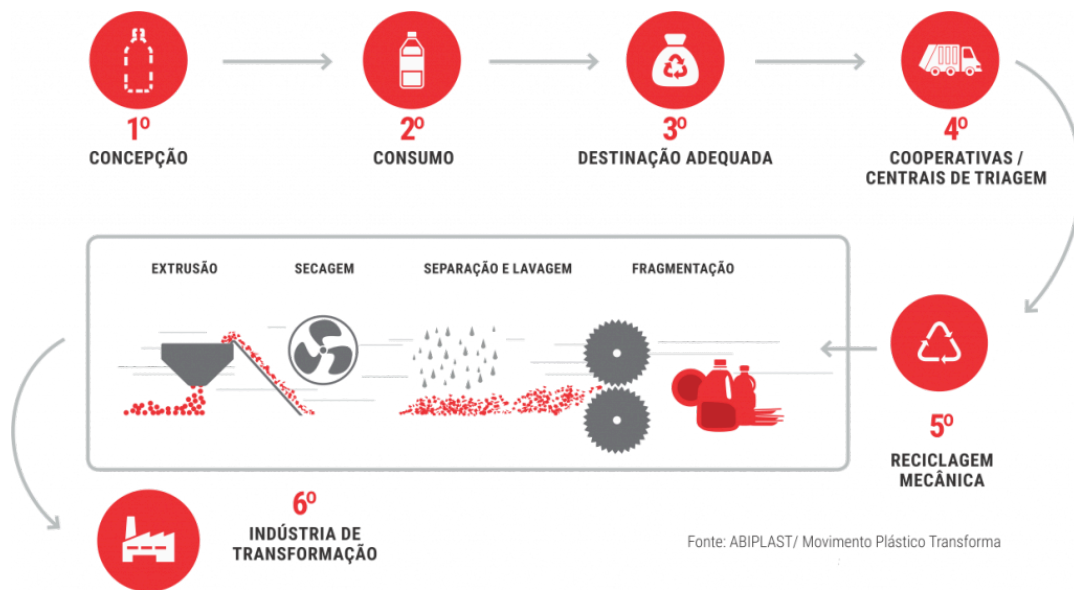 1º
CONCEPÇÃO
2º
CONSUMO
3º
DESTINAÇÃO ADEQUADA
4º
COOPERATIVAS /
CENTRAIS DE TRIAGEM
EXTRUSÃO
SECAGEM
SEPARAÇÃO E LAVAGEM
FRAGMENTAÇÃO
5º
RECICLAGEM
MECÂNICA
6º
INDÚSTRIA DE
TRANSFORMAÇÃO
Fonte: ABIPLAST/ Movimento Plástico Transforma